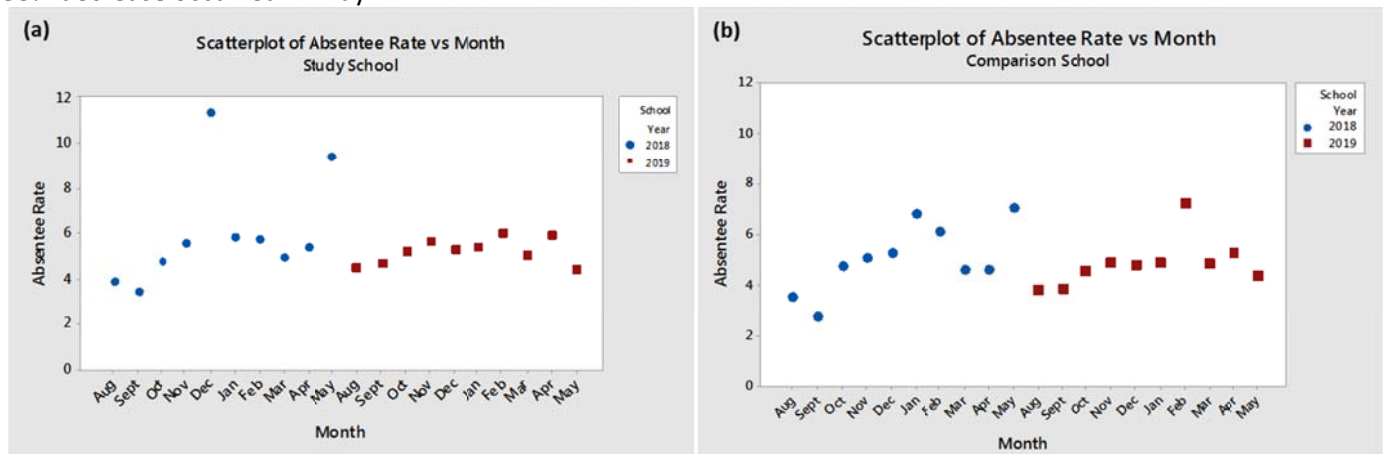 (a)
Scatterplot of Absentee Rate vs Month
Study School
Absentee Rate
12
10
8
6
4
2
0
Aug Sept Oct Nov Dec Jan Feb Mar Apr May Aug Sept Oct Nov Dec Jan Feb Mar Apr May
Month
School
Year
2018
2019
(b)
Scatterplot of Absentee Rate vs Month
Comparison School
Absentee Rate
12
10
8
6
4
2
0
Aug Sept Oct Nov Dec Jan Feb Mar Apr May Aug Sept Oct Nov Dec Jan Feb Mar Apr May
Month
School
Year
2018
2019